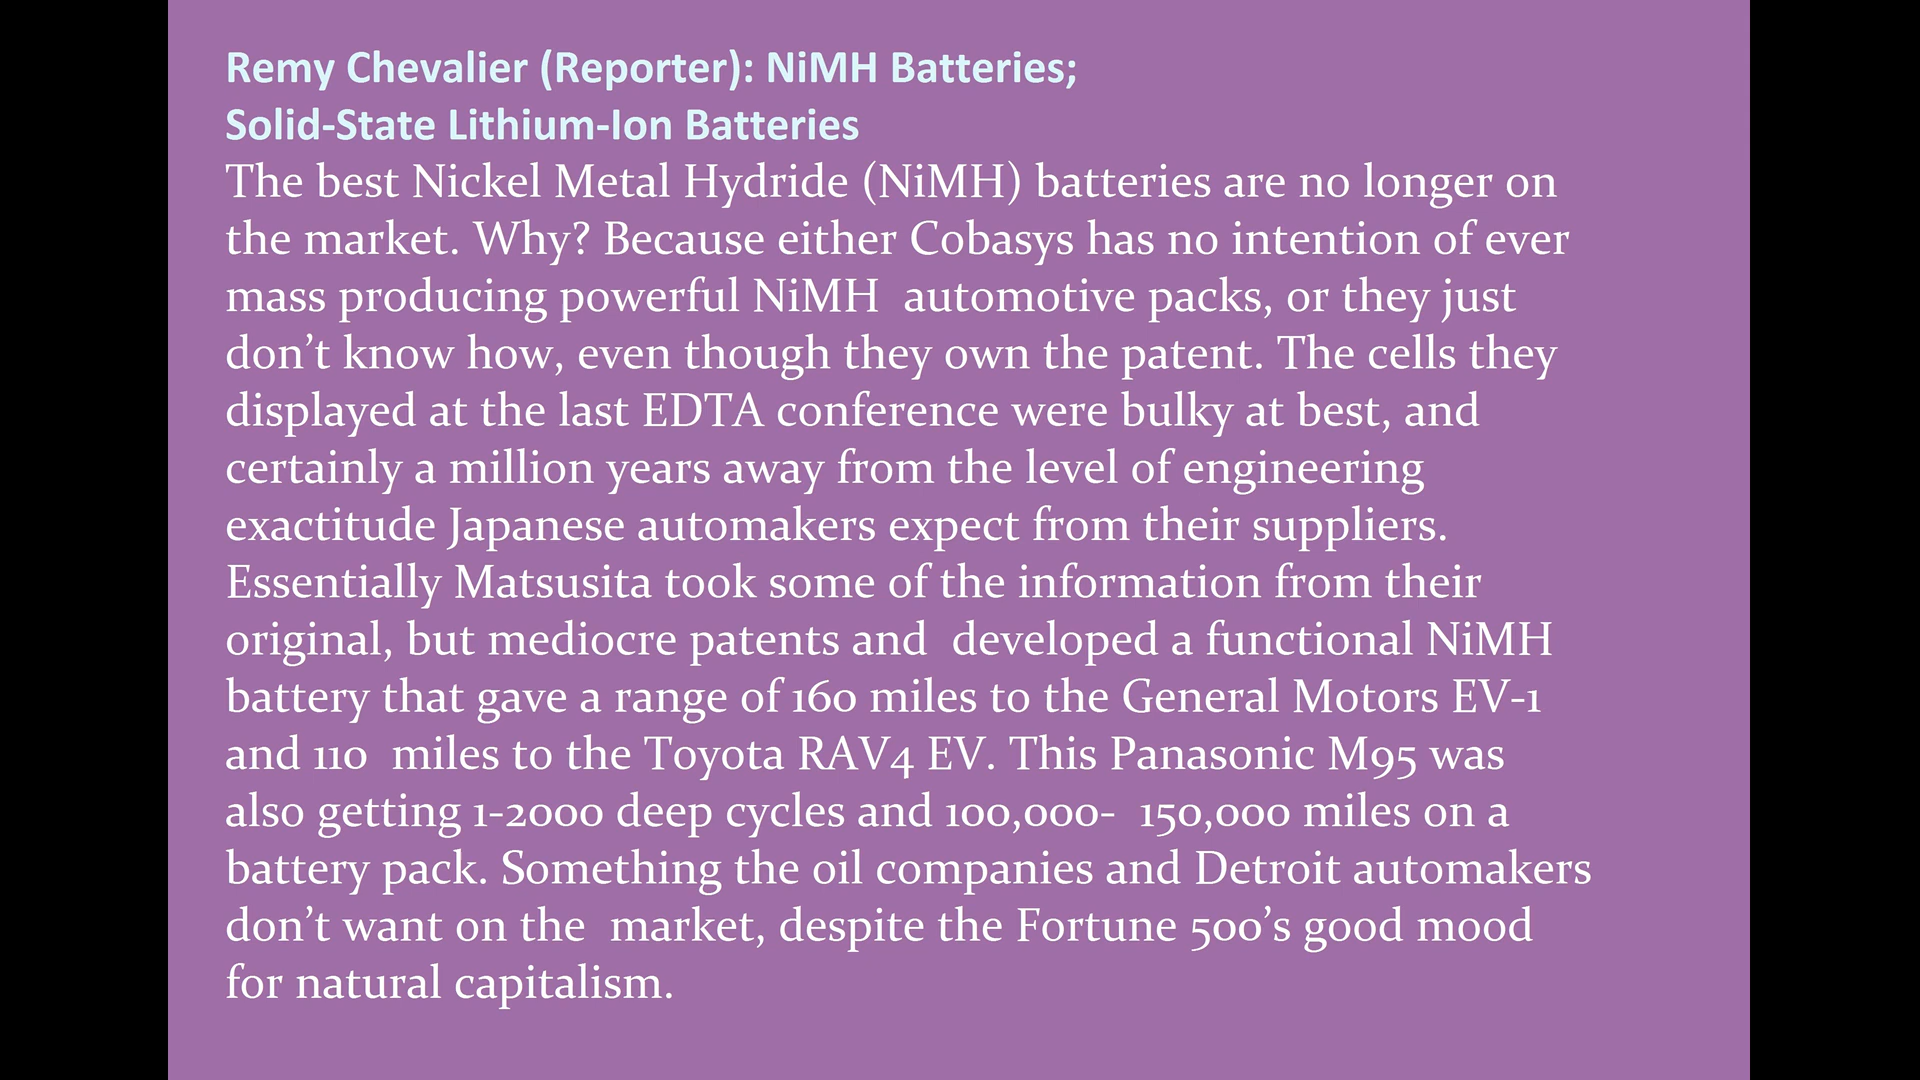 Remy Chevalier (Reporter): NiMH Batteries;
Solid-State Lithium-Ion Batteries
The best Nickel Metal Hydride (NiMH) batteries are no longer on
the market. Why? Because either Cobasys has no intention of ever
mass producing powerful NiMH  automotive packs, or they just
don’t know how, even though they own the patent. The cells they
displayed at the last EDTA conference were bulky at best, and
certainly a million years away from the level of engineering
exactitude Japanese automakers expect from their suppliers.
Essentially Matsusita took some of the information from their
original, but mediocre patents and  developed a functional NiMH
battery that gave a range of 160 miles to the General Motors EV-1
and 110  miles to the Toyota RAV4 EV. This Panasonic M95 was
also getting 1-2000 deep cycles and 100,000-  150,000 miles on a
battery pack. Something the oil companies and Detroit automakers
don’t want on the  market, despite the Fortune 500’s good mood
for natural capitalism.